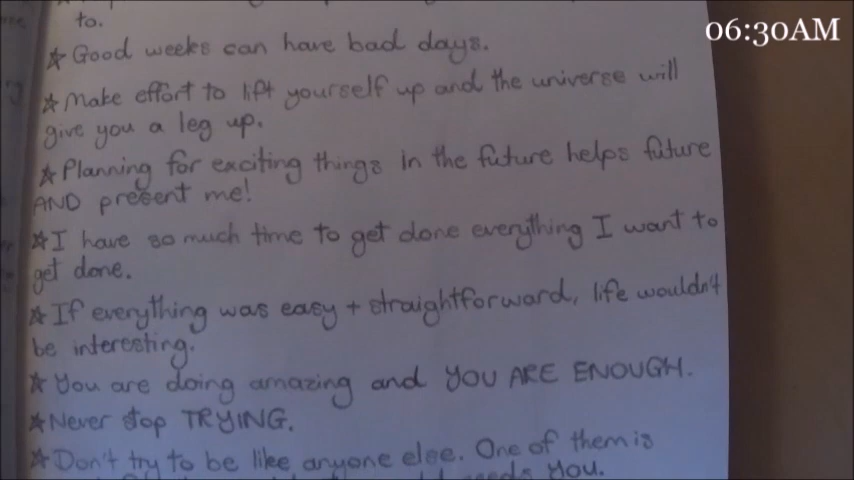 to.
06:30AM
☆ Good weeks can have bad days.
☆ Make effort to lift yourself up and the universe will
give you a leg up.
☆ Planning for exciting things in the future helps future
AND present me!
☆ I have so much time to get done everything I want to
get done.
☆ If everything was easy + straightforward, life wouldn't
be interesting.
☆ You are doing amazing and YOU ARE ENOUGH.
☆ Never stop TRYING.
☆ Don't try to be like anyone else. One of them is
needs YOU.